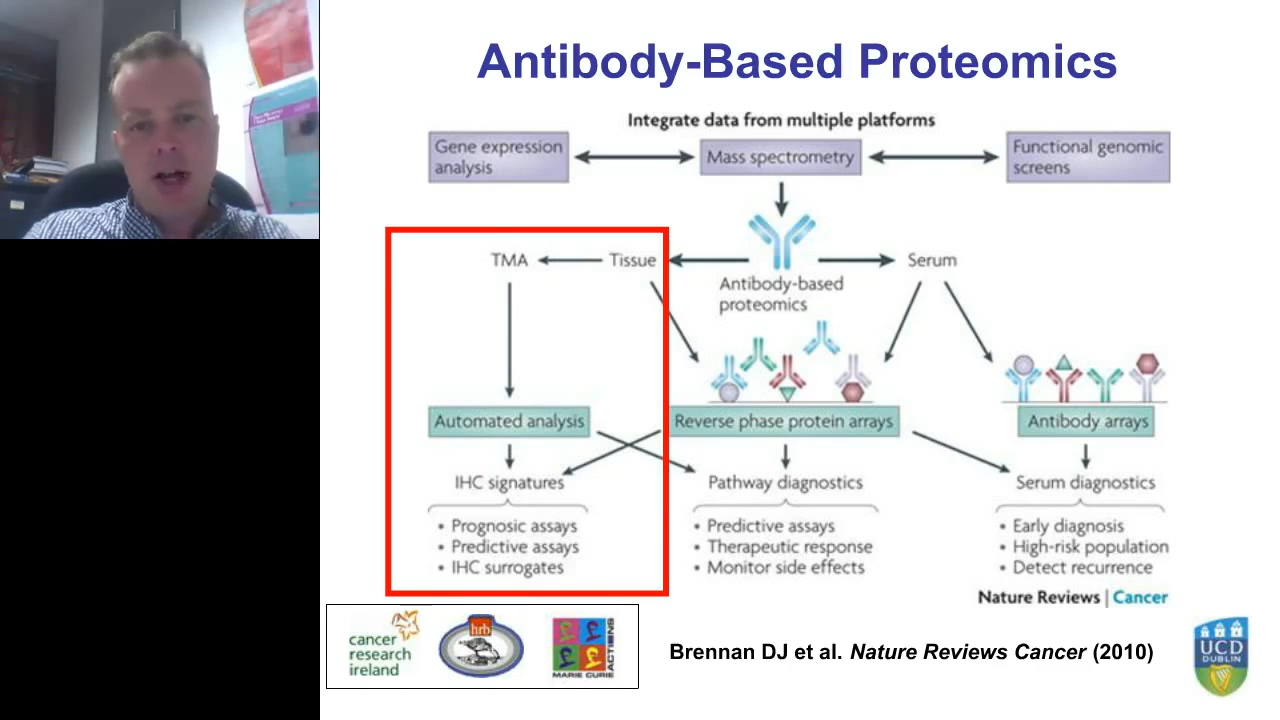 Antibody-Based Proteomics
Integrate data from multiple platforms
Gene expression
analysis
Mass spectrometry
Functional genomic
screens
TMA
Tissue
Serum
Antibody-based
proteomics
Automated analysis
Reverse phase protein arrays
Antibody arrays
IHC signatures
Pathway diagnostics
Serum diagnostics
• Prognosic assays
• Predictive assays
• IHC surrogates
• Predictive assays
• Therapeutic response
• Monitor side effects
• Early diagnosis
• High-risk population
• Detect recurrence
Nature Reviews | Cancer
cancer
research
ireland
hrb
MARIE CURIE
ACTIONS
Brennan DJ et al. Nature Reviews Cancer (2010)
UCD
DUBLIN